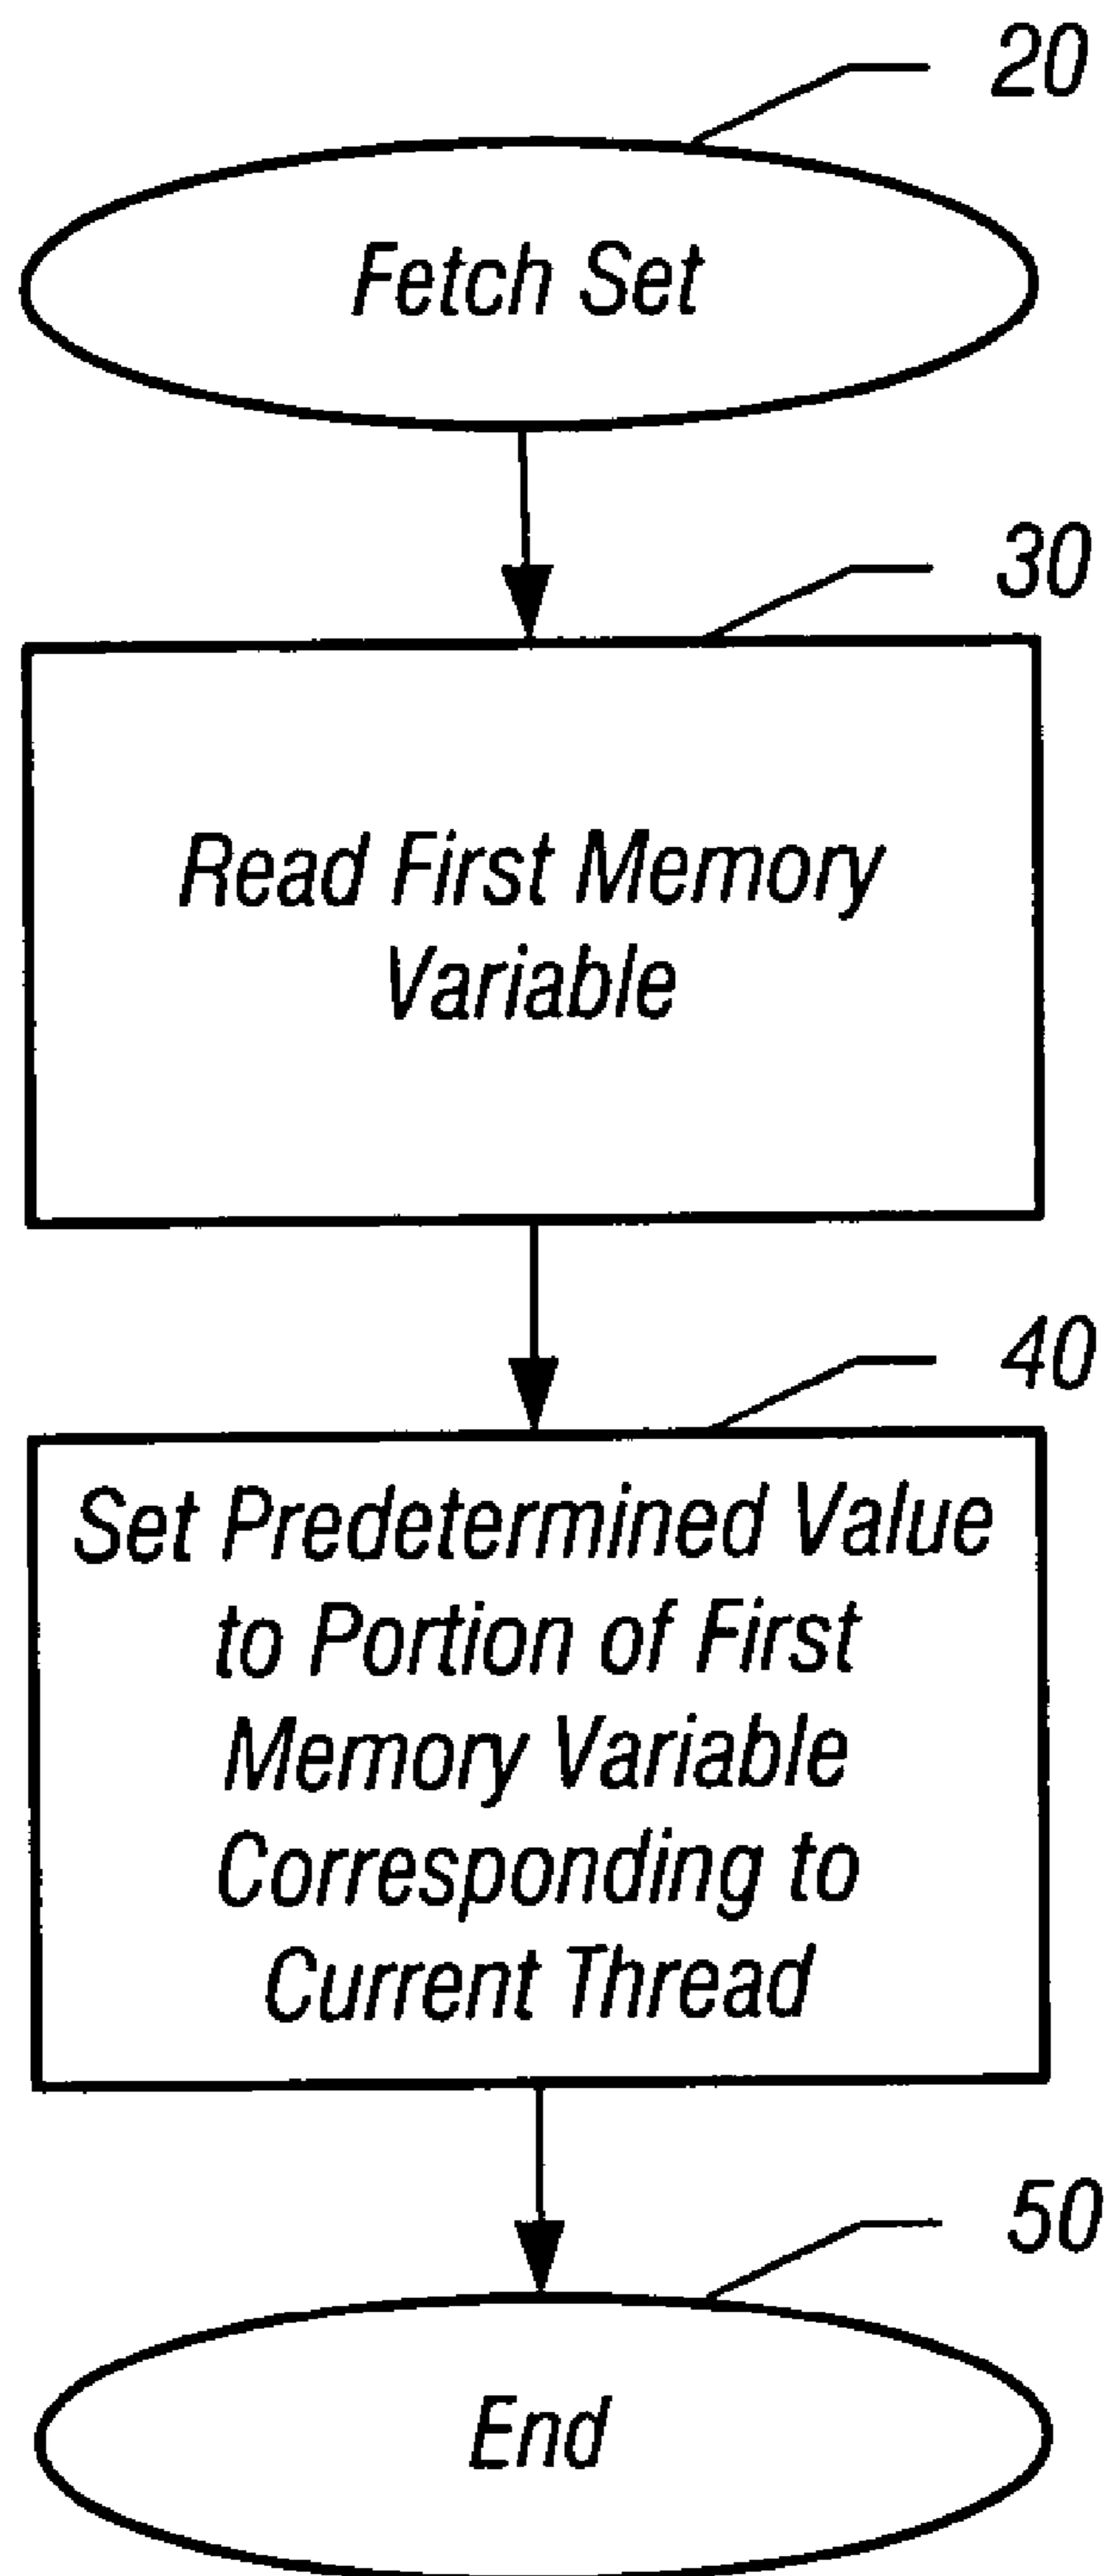 20
Fetch Set
30
Read First Memory
Variable
40
Set Predetermined Value
to Portion of First
Memory Variable
Corresponding to
Current Thread
50
End